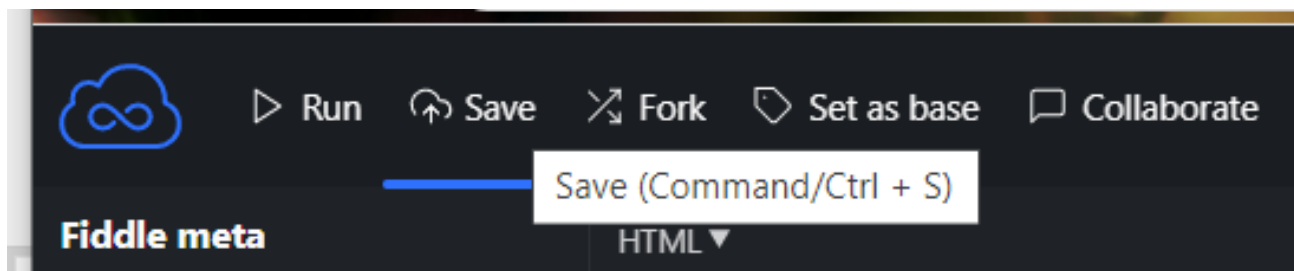 Run Save Fork Set as base Collaborate
Save (Command/Ctrl + S)
Fiddle meta
HTML▼